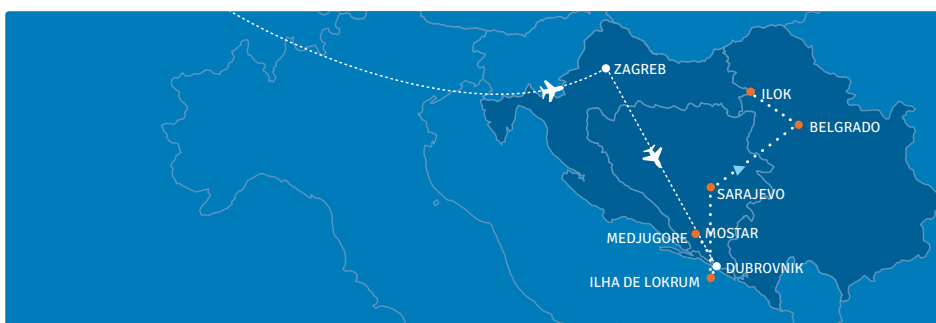 ZAGREB
ILOK
BELGRADO
SARAJEVO
MEDJUGORE
MOSTAR
DUBROVNIK
ILHA DE LOKRUM